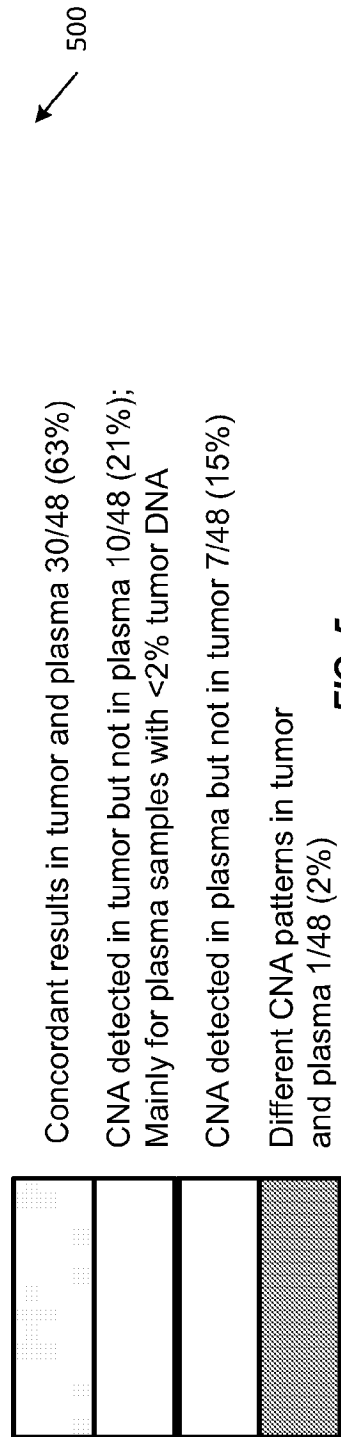 500
Concordant results in tumor and plasma 30/48 (63%)
CNA detected in tumor but not in plasma 10/48 (21%);
Mainly for plasma samples with <2% tumor DNA
CNA detected in plasma but not in tumor 7/48 (15%)
Different CNA patterns in tumor
and plasma 1/48 (2%)